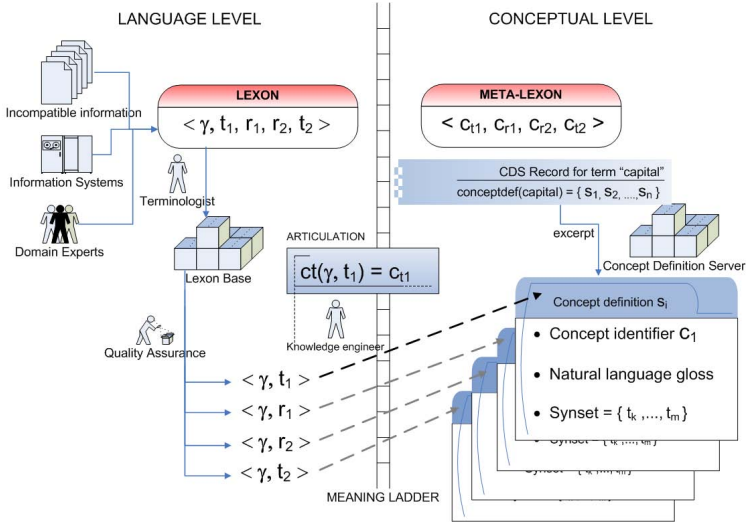 LANGUAGE LEVEL
CONCEPTUAL LEVEL
Incompatible information
LEXON
< γ, t1, r1, r2, t2 >
META-LEXON
< ct1, cr1, cr2, ct2 >
Information Systems
Terminologist
CDS Record for term “capital”
conceptdef(capital) = { s1, s2, ....,sn }
Domain Experts
ARTICULATION
excerpt
Lexon Base
ct(γ, t1) = ct1
Concept Definition Server
Knowledge engineer
Quality Assurance
Concept definition si
• Concept identifier c1
• Natural language gloss
• Synset = { tk ,..., tm }
< γ, t1 >
< γ, r1 >
< γ, r2 >
< γ, t2 >
MEANING LADDER